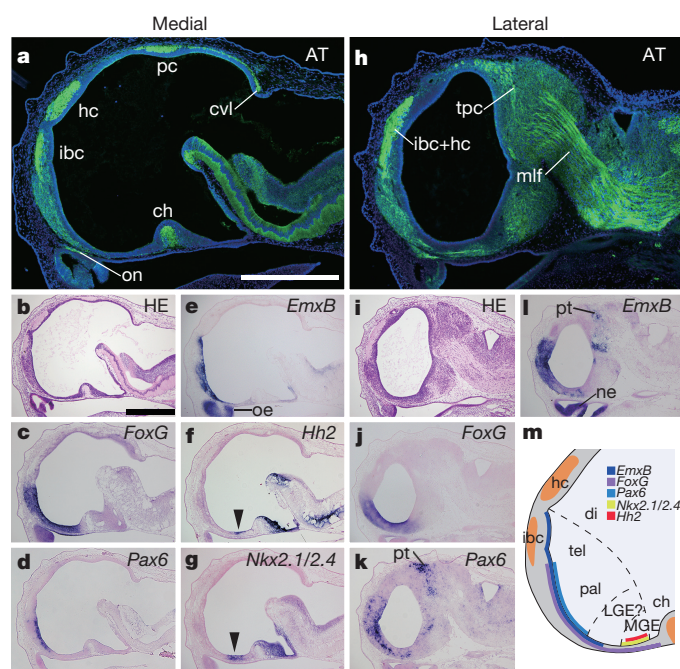 Medial
Lateral
a
AT
pc
cvl
hc
ibc
ch
on
h
AT
tpc
ibc+hc
mlf
b
HE
e
EmxB
oe
i
HE
l
EmxB
pt
ne
c
FoxG
f
Hh2
j
FoxG
m
EmxB
FoxG
Pax6
Nkx2.1/2.4
Hh2
hc
di
ibc
tel
pal
LGE?
MGE
ch
d
Pax6
g
Nkx2.1/2.4
k
Pax6
pt